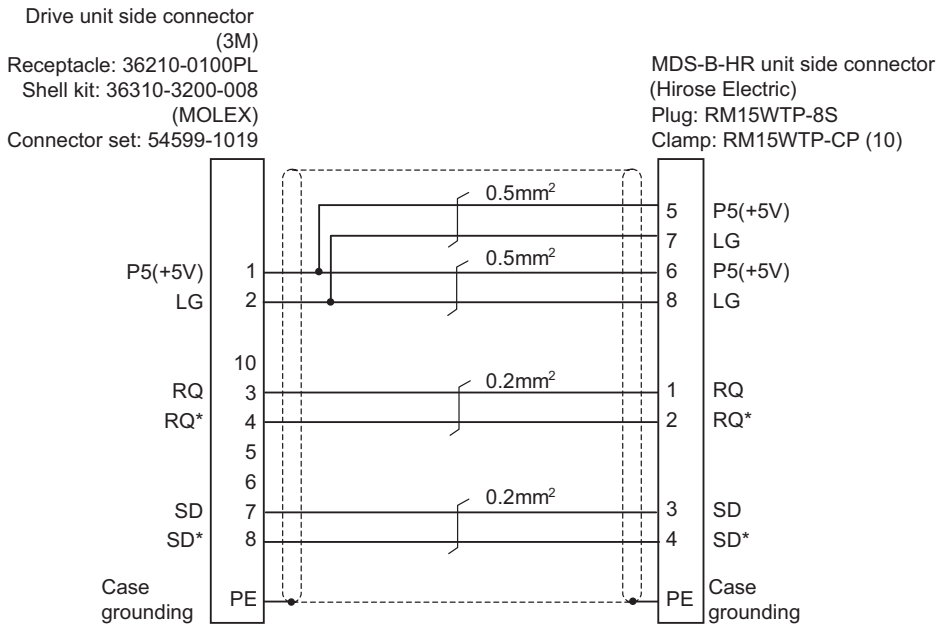 Drive unit side connector
(3M)
Receptacle: 36210-0100PL
Shell kit: 36310-3200-008
(MOLEX)
Connector set: 54599-1019
MDS-B-HR unit side connector
(Hirose Electric)
Plug: RM15WTP-8S
Clamp: RM15WTP-CP (10)
0.5mm²
5 P5(+5V)
7 LG
0.5mm²
P5(+5V) 1 6 P5(+5V)
LG 2 8 LG
10
0.2mm²
RQ 3 1 RQ
RQ* 4 2 RQ*
5
6
0.2mm²
SD 7 3 SD
SD* 8 4 SD*
Case
grounding
PE
PE
Case
grounding